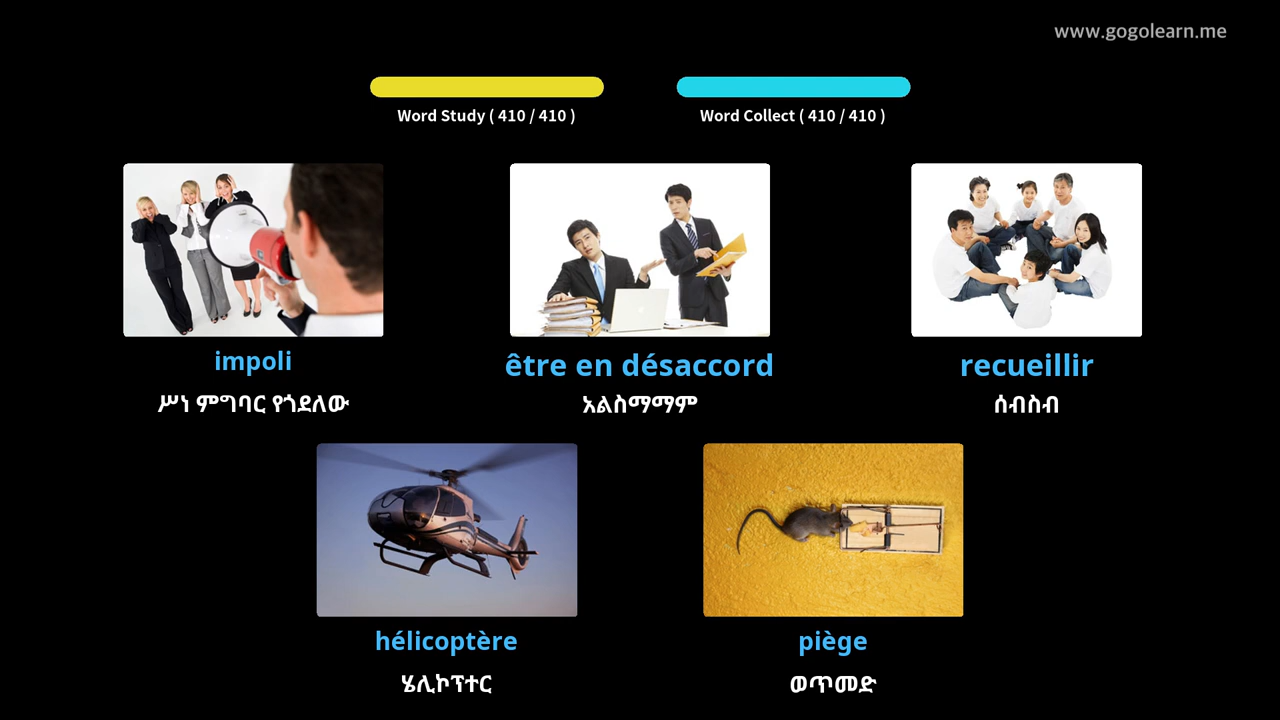 www.gogolearn.me
Word Study ( 410 / 410 )
Word Collect ( 410 / 410 )
impoli
être en désaccord
recueillir
ሥነ ምግባር የጎደለው
አልስማማም
ሰብስብ
hélicoptère
piège
ሄሊኮፕተር
ወጥመድ